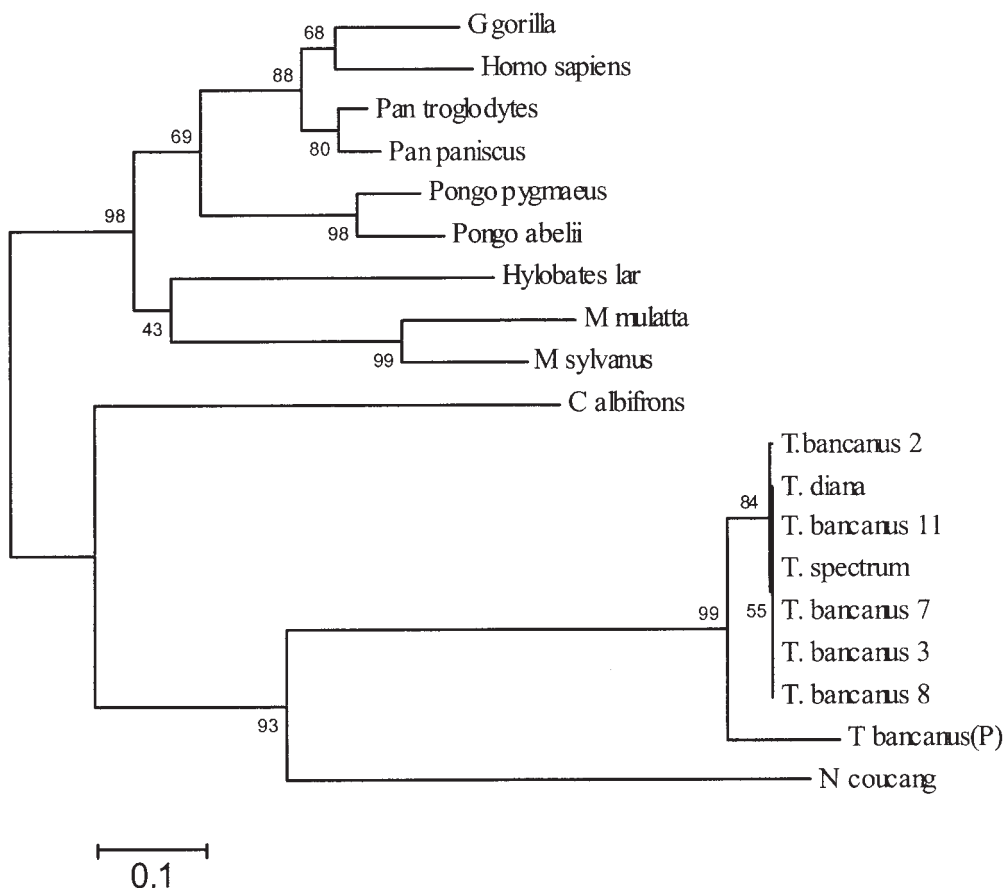 68
G gorilla
Homo sapiens
88
Pan troglodytes
80
Pan paniscus
69
Pongo pygmaeus
98
Pongo abelii
98
Hylobates lar
43
M mulatta
99
M sylvanus
C albifrons
T.bancanus 2
84
T. diana
T. bancanus 11
T. spectrum
99
55
T. bancanus 7
T. bancanus 3
T. bancanus 8
93
T bancanus(P)
N coucang
0.1